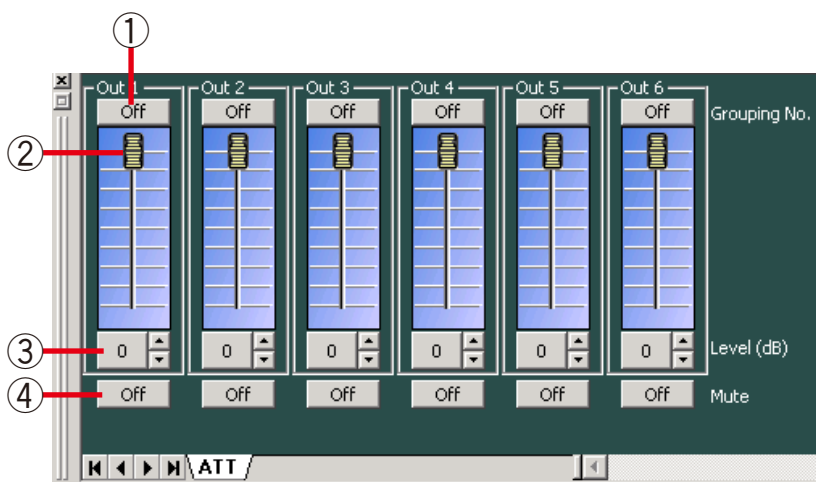 ①
Out 1 Out 2 Out 3 Out 4 Out 5 Out 6
Off Off Off Off Off Off Grouping No.
②
③ 0 0 0 0 0 0 Level (dB)
④ Off Off Off Off Off Off Mute
ATT